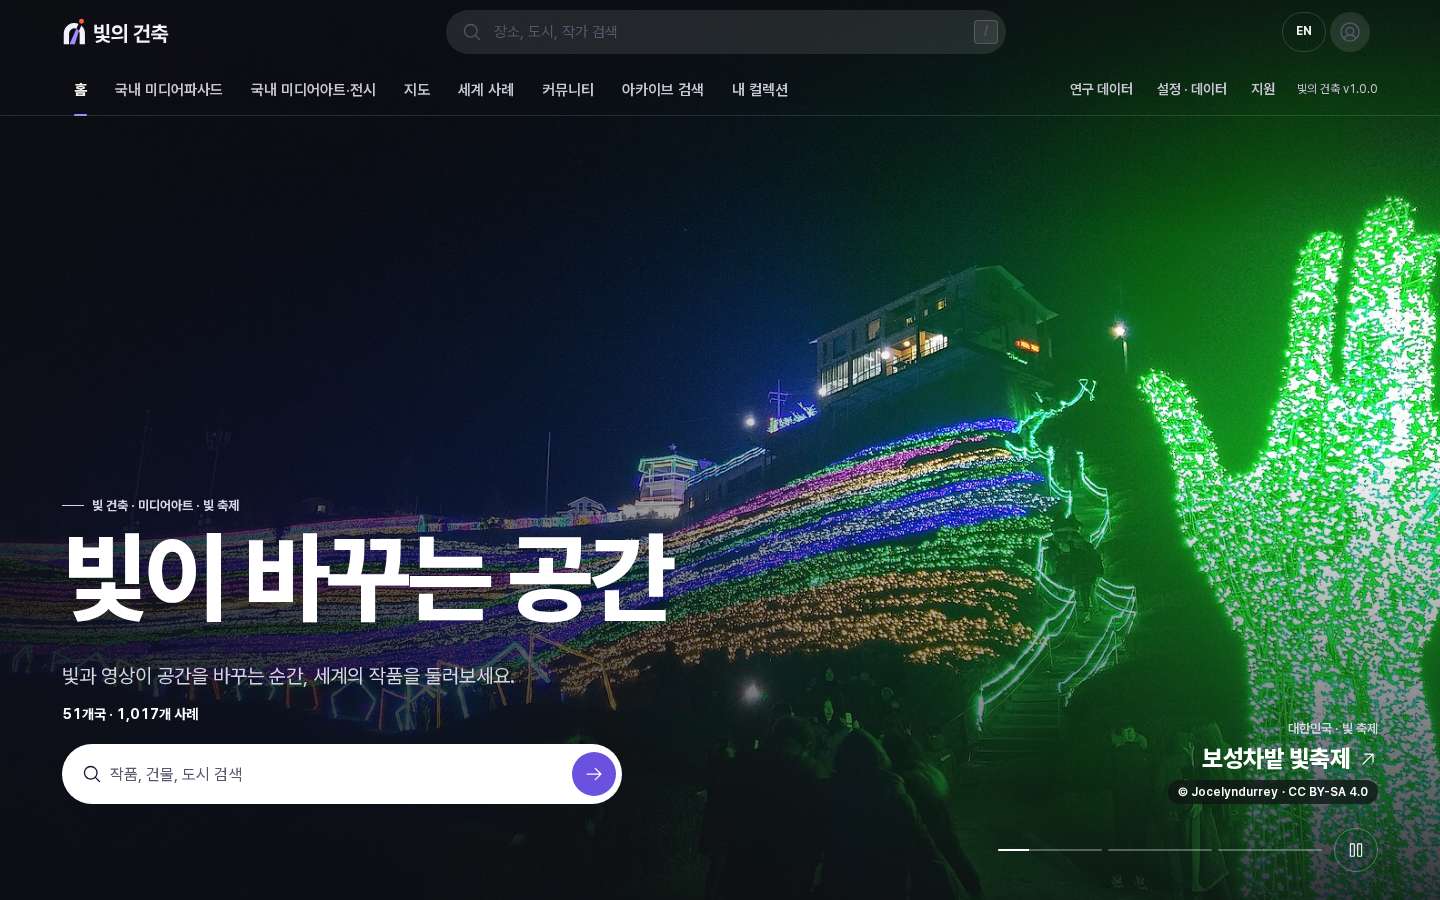 빛의 건축
장소, 도시, 작가 검색
/
EN
홈
국내 미디어파사드
국내 미디어아트·전시
지도
세계 사례
커뮤니티
아카이브 검색
내 컬렉션
연구 데이터
설정 · 데이터
지원
빛의 건축 v1.0.0
빛 건축 · 미디어아트 · 빛 축제
빛이 바꾸는 공간
빛과 영상이 공간을 바꾸는 순간, 세계의 작품을 둘러보세요.
51개국 · 1,017개 사례
작품, 건물, 도시 검색
대한민국 · 빛 축제
보성차밭 빛축제
© Jocelyndurrey · CC BY-SA 4.0